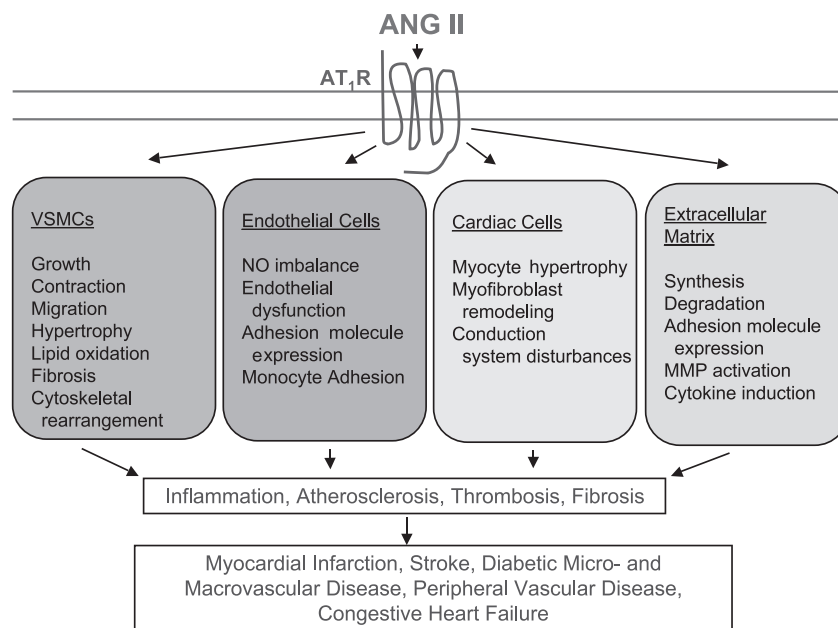 ANG II
AT₁R
VSMCs
Growth
Contraction
Migration
Hypertrophy
Lipid oxidation
Fibrosis
Cytoskeletal
rearrangement
Endothelial Cells
NO imbalance
Endothelial
dysfunction
Adhesion molecule
expression
Monocyte Adhesion
Cardiac Cells
Myocyte hypertrophy
Myofibroblast
remodeling
Conduction
system disturbances
Extracellular
Matrix
Synthesis
Degradation
Adhesion molecule
expression
MMP activation
Cytokine induction
Inflammation, Atherosclerosis, Thrombosis, Fibrosis
Myocardial Infarction, Stroke, Diabetic Micro- and
Macrovascular Disease, Peripheral Vascular Disease,
Congestive Heart Failure